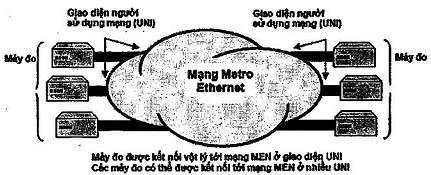 Giao diện người
sử dụng mạng (UNI)
Giao diện người
sử dụng mạng (UNI)
Máy đo
Máy đo
Mạng Metro
Ethernet
Máy đo được kết nối vật lý tới mạng MEN ở giao diện UNI
Các máy đo có thể được kết nối tới mạng MEN ở nhiều UNI